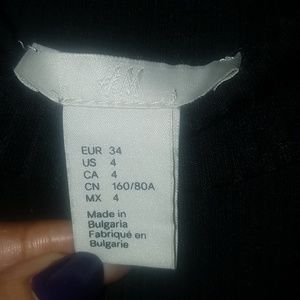 H&M
EUR 34
US 4
CA 4
CN 160/80A
MX 4
Made in
Bulgaria
Fabriqué en
Bulgarie